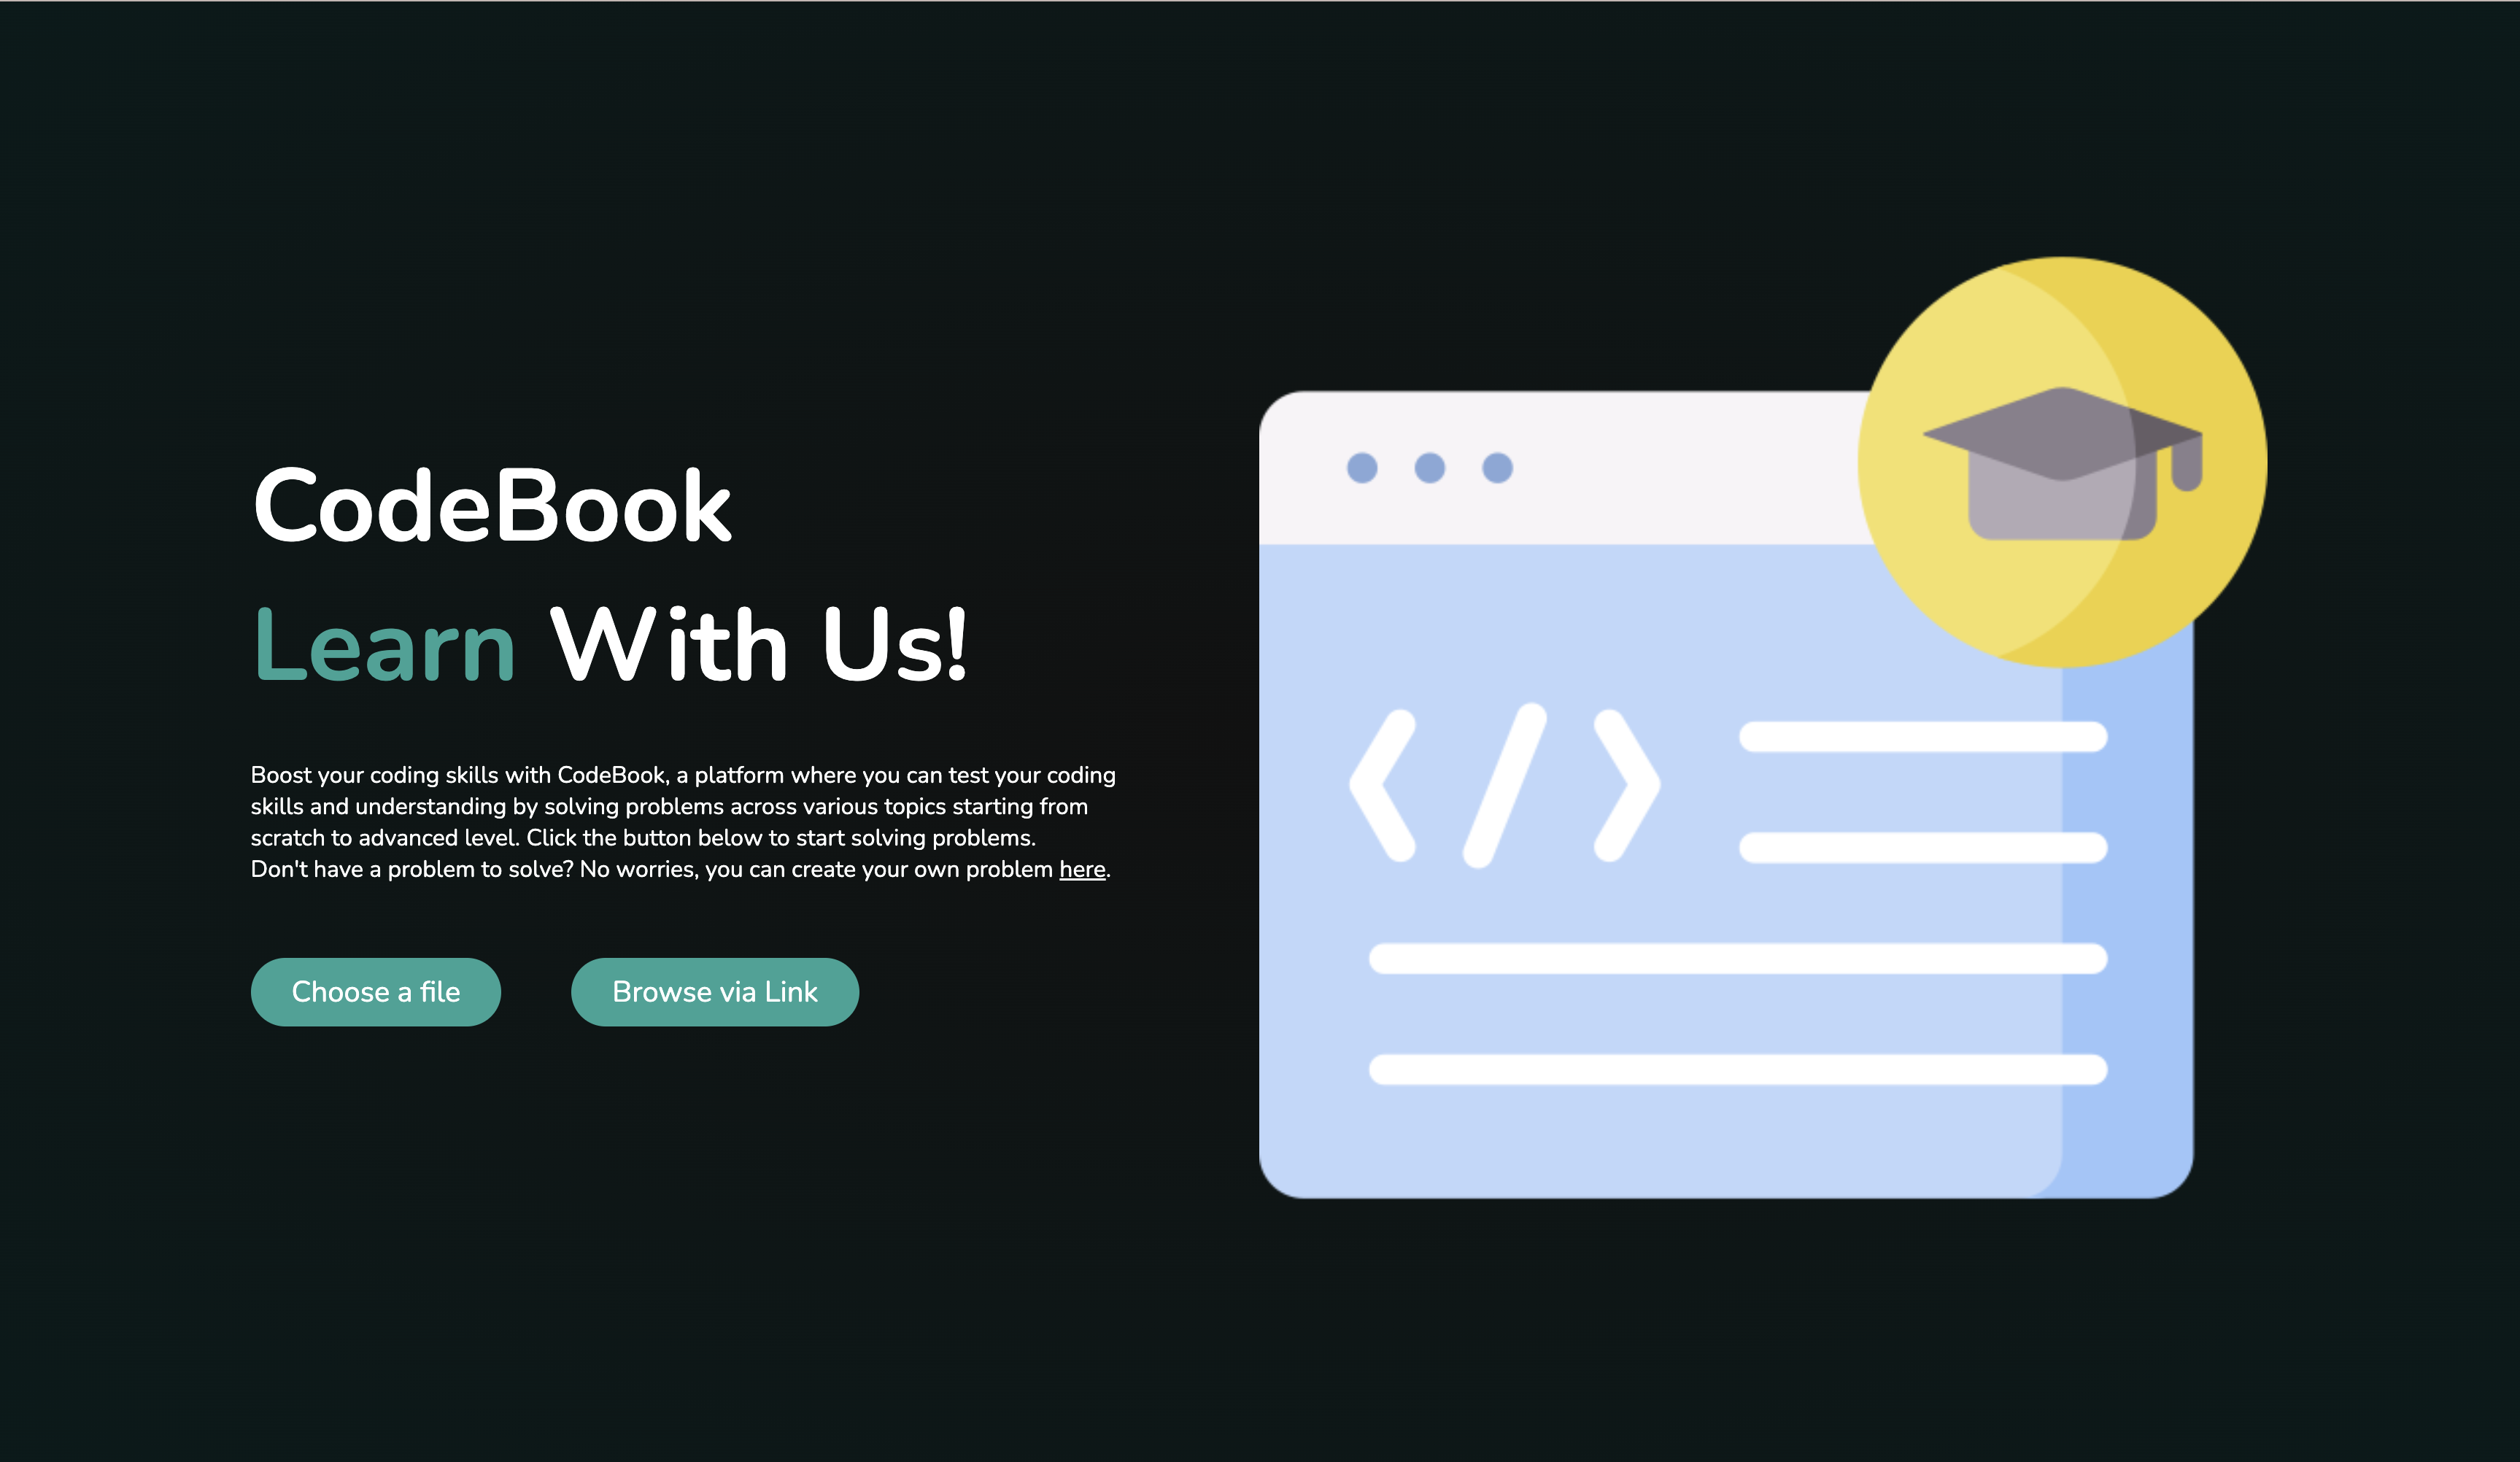 CodeBook
Learn With Us!
Boost your coding skills with CodeBook, a platform where you can test your coding
skills and understanding by solving problems across various topics starting from
scratch to advanced level. Click the button below to start solving problems.
Don't have a problem to solve? No worries, you can create your own problem here.
Choose a file
Browse via Link